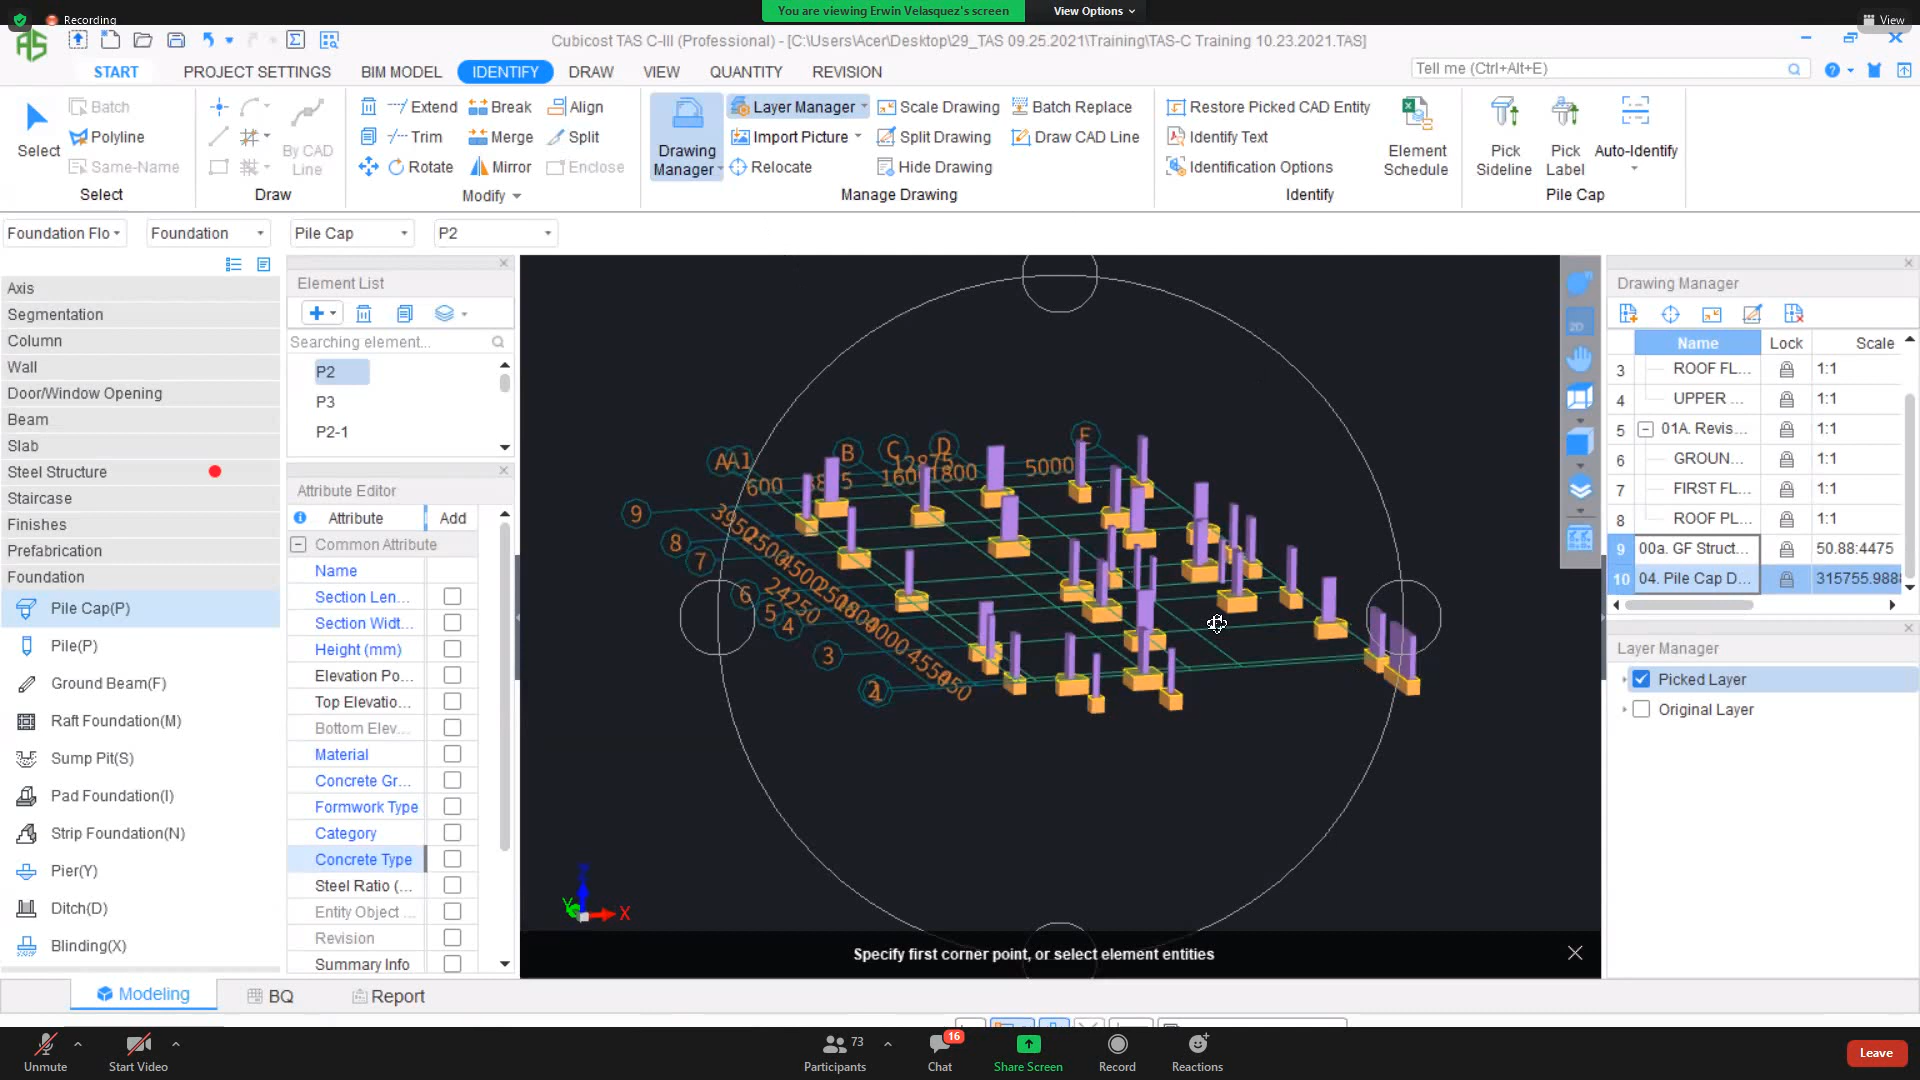 Recording
You are viewing Erwin Velasquez's screen
View Options
View
Cubicost TAS C-III (Professional) - [C:\Users\Acer\Desktop\29_TAS 09.25.2021\Training\TAS-C Training 10.23.2021.TAS]
START
PROJECT SETTINGS
BIM MODEL
IDENTIFY
DRAW
VIEW
QUANTITY
REVISION
Tell me (Ctrl+Alt+E)
Select
Batch
Polyline
Same-Name
Select
By CAD
Line
Draw
Extend
Break
Align
Trim
Merge
Split
Rotate
Mirror
Enclose
Modify
Drawing
Manager
Layer Manager
Scale Drawing
Batch Replace
Import Picture
Split Drawing
Draw CAD Line
Relocate
Hide Drawing
Manage Drawing
Restore Picked CAD Entity
Identify Text
Identification Options
Element
Schedule
Identify
Pick
Sideline
Pick
Label
Auto-Identify
Pile Cap
Foundation Flo
Foundation
Pile Cap
P2
Axis
Segmentation
Column
Wall
Door/Window Opening
Beam
Slab
Steel Structure
Staircase
Finishes
Prefabrication
Foundation
Pile Cap(P)
Pile(P)
Ground Beam(F)
Raft Foundation(M)
Sump Pit(S)
Pad Foundation(I)
Strip Foundation(N)
Pier(Y)
Ditch(D)
Blinding(X)
Element List
Searching element...
P2
P3
P2-1
Attribute Editor
Attribute
Add
Common Attribute
Name
Section Len...
Section Widt...
Height (mm)
Elevation Po...
Top Elevatio...
Bottom Elev...
Material
Concrete Gr...
Formwork Type
Category
Concrete Type
Steel Ratio (...
Entity Object ...
Revision
Summary Info
B
C
D
600
1800
5000
9
8
7
6
5
4
3
24250
Z
X
Specify first corner point, or select element entities
Drawing Manager
2D
Name
Lock
Scale
3 ROOF FL... 1:1
4 UPPER ... 1:1
5 01A. Revis... 1:1
6 GROUN... 1:1
7 FIRST FL... 1:1
8 ROOF PL... 1:1
9 00a. GF Struct... 50.88:4475
10 04. Pile Cap D... 315755.988
Layer Manager
Picked Layer
Original Layer
Modeling
BQ
Report
Unmute
Start Video
73
Participants
16
Chat
Share Screen
Record
Reactions
Leave